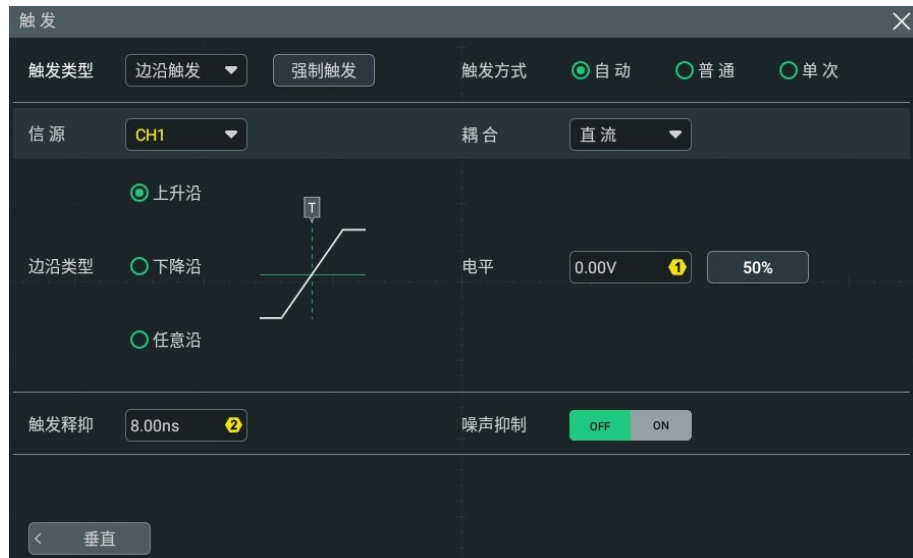 触发
触发类型 边沿触发 强制触发 触发方式 自动 普通 单次
信源 CH1 耦合 直流
上升沿
T
边沿类型 下降沿 电平 0.00V 1 50%
任意沿
触发释抑 8.00ns 2 噪声抑制 OFF ON
< 垂直